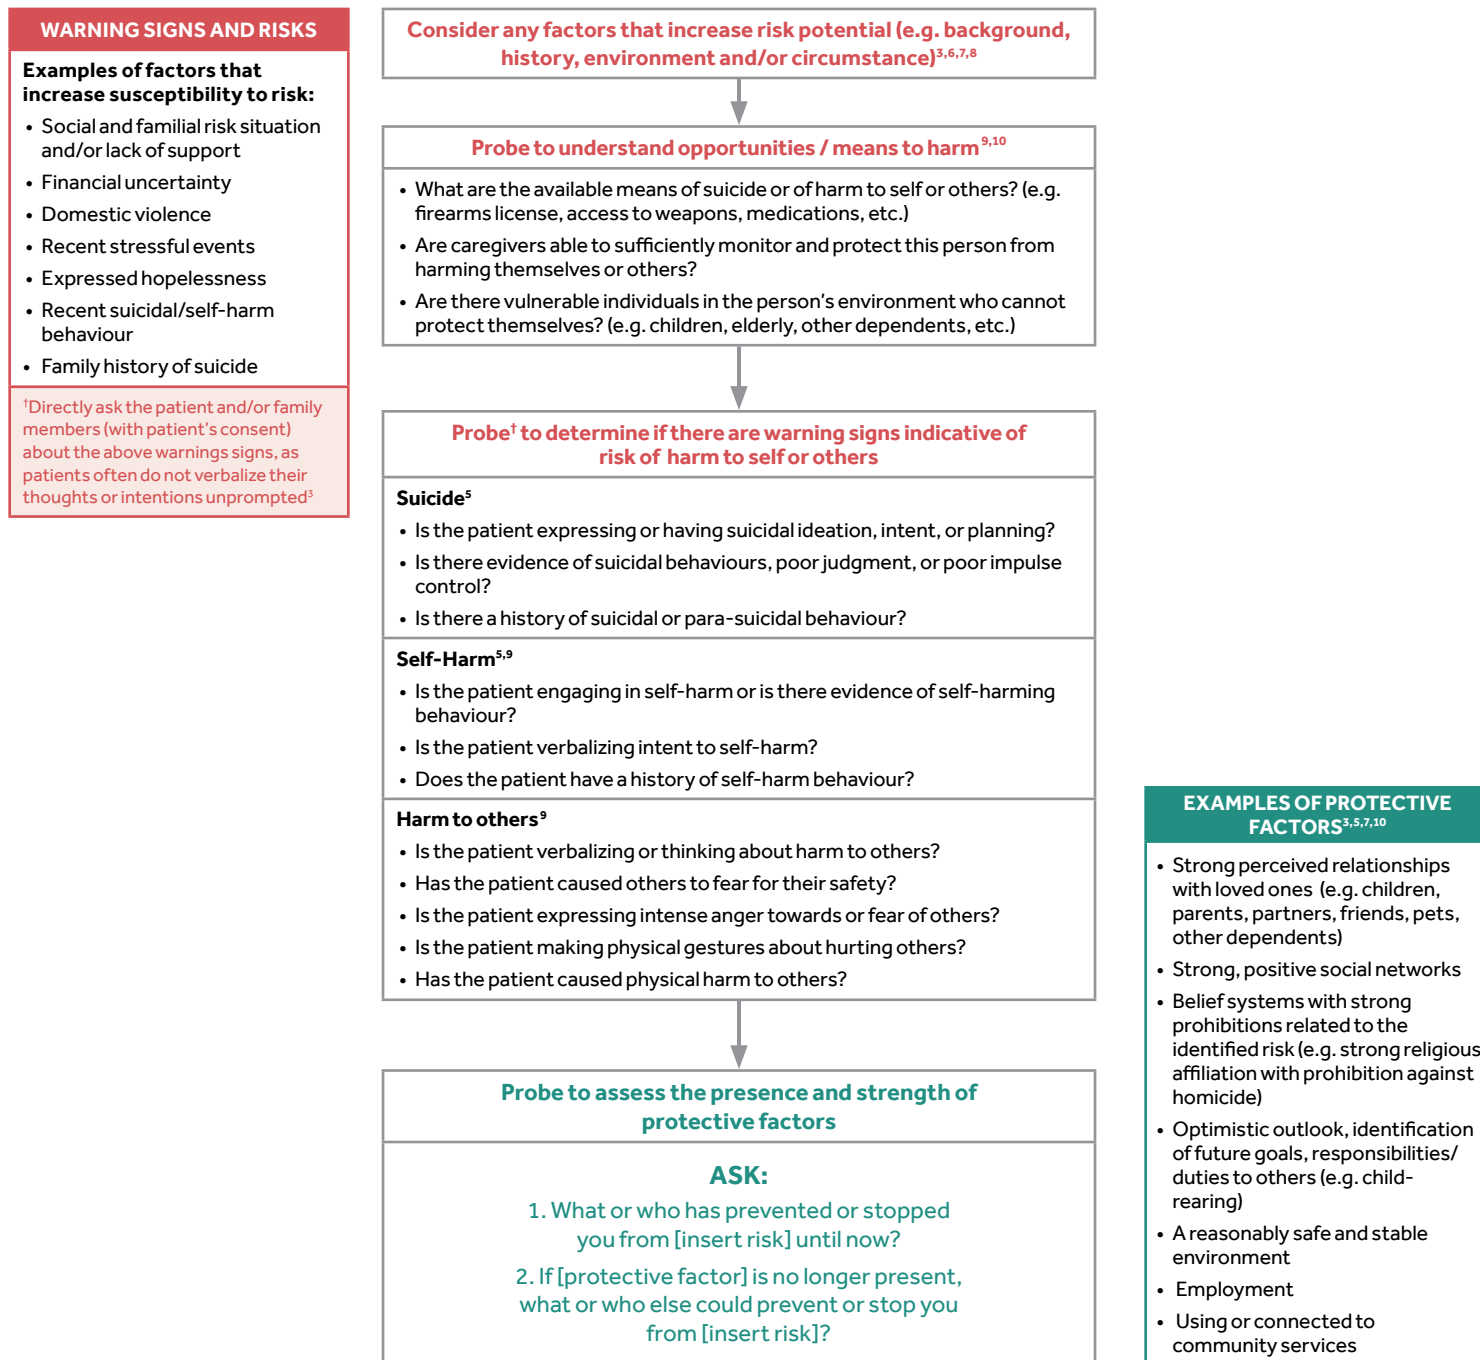 WARNING SIGNS AND RISKS
Examples of factors that
increase susceptibility to risk:
• Social and familial risk situation
and/or lack of support
• Financial uncertainty
• Domestic violence
• Recent stressful events
• Expressed hopelessness
• Recent suicidal/self-harm
behaviour
• Family history of suicide
†Directly ask the patient and/or family
members (with patient's consent)
about the above warnings signs, as
patients often do not verbalize their
thoughts or intentions unprompted3
Consider any factors that increase risk potential (e.g. background,
history, environment and/or circumstance)3,6,7,8
Probe to understand opportunities / means to harm9,10
• What are the available means of suicide or of harm to self or others? (e.g.
firearms license, access to weapons, medications, etc.)
• Are caregivers able to sufficiently monitor and protect this person from
harming themselves or others?
• Are there vulnerable individuals in the person's environment who cannot
protect themselves? (e.g. children, elderly, other dependents, etc.)
Probe† to determine if there are warning signs indicative of
risk of harm to self or others
Suicide5
• Is the patient expressing or having suicidal ideation, intent, or planning?
• Is there evidence of suicidal behaviours, poor judgment, or poor impulse
control?
• Is there a history of suicidal or para-suicidal behaviour?
Self-Harm5,9
• Is the patient engaging in self-harm or is there evidence of self-harming
behaviour?
• Is the patient verbalizing intent to self-harm?
• Does the patient have a history of self-harm behaviour?
Harm to others9
• Is the patient verbalizing or thinking about harm to others?
• Has the patient caused others to fear for their safety?
• Is the patient expressing intense anger towards or fear of others?
• Is the patient making physical gestures about hurting others?
• Has the patient caused physical harm to others?
Probe to assess the presence and strength of
protective factors
ASK:
1. What or who has prevented or stopped
you from [insert risk] until now?
2. If [protective factor] is no longer present,
what or who else could prevent or stop you
from [insert risk]?
EXAMPLES OF PROTECTIVE
FACTORS3,5,7,10
• Strong perceived relationships
with loved ones (e.g. children,
parents, partners, friends, pets,
other dependents)
• Strong, positive social networks
• Belief systems with strong
prohibitions related to the
identified risk (e.g. strong religious
affiliation with prohibition against
homicide)
• Optimistic outlook, identification
of future goals, responsibilities/
duties to others (e.g. child-
rearing)
• A reasonably safe and stable
environment
• Employment
• Using or connected to
community services